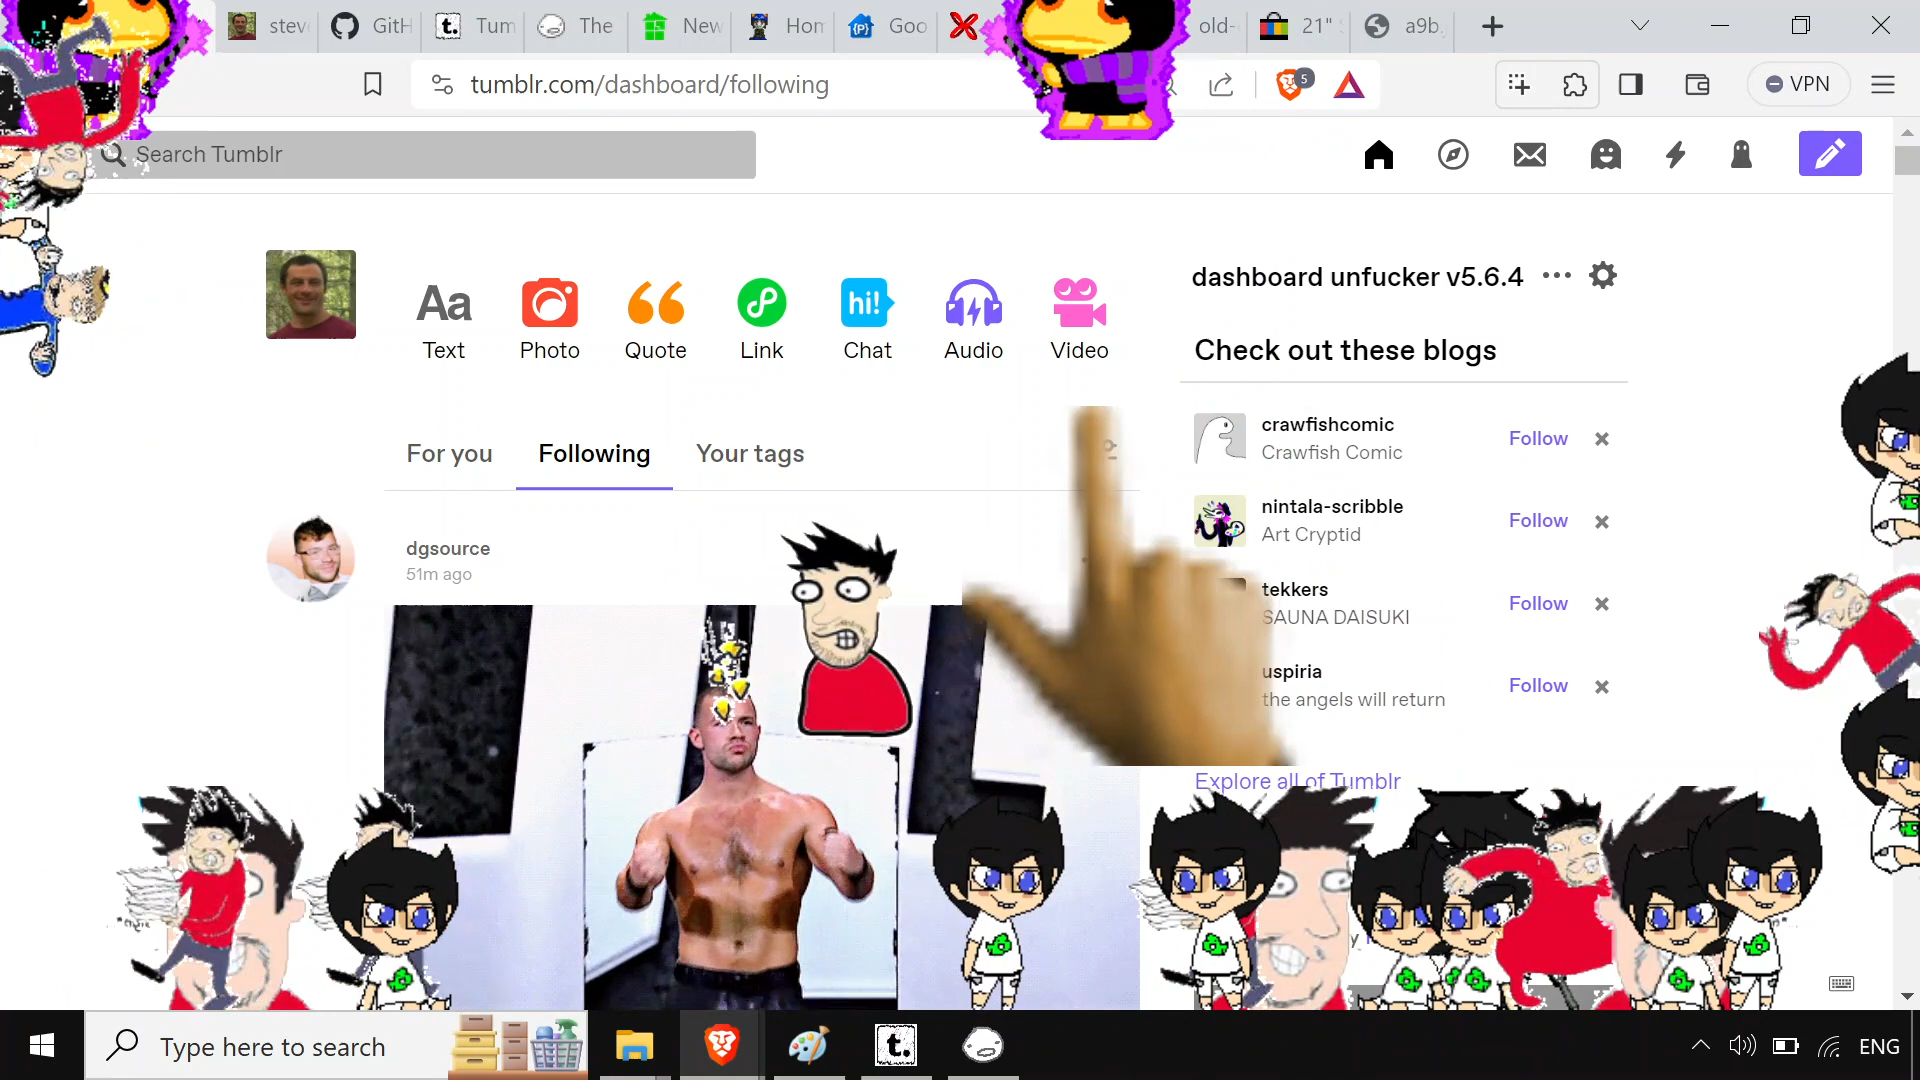 stev
GitH
Tum
The
New
Hom
Goo
old-
21"
a9b
tumblr.com/dashboard/following
5
VPN
Search Tumblr
Aa
hi!
Text
Photo
Quote
Link
Chat
Audio
Video
dashboard unfucker v5.6.4
Check out these blogs
For you
Following
Your tags
crawfishcomic
Crawfish Comic
Follow
nintala-scribble
Art Cryptid
Follow
dgsource
51m ago
tekkers
SAUNA DAISUKI
Follow
uspiria
the angels will return
Follow
Explore all of Tumblr
Type here to search
t.
ENG